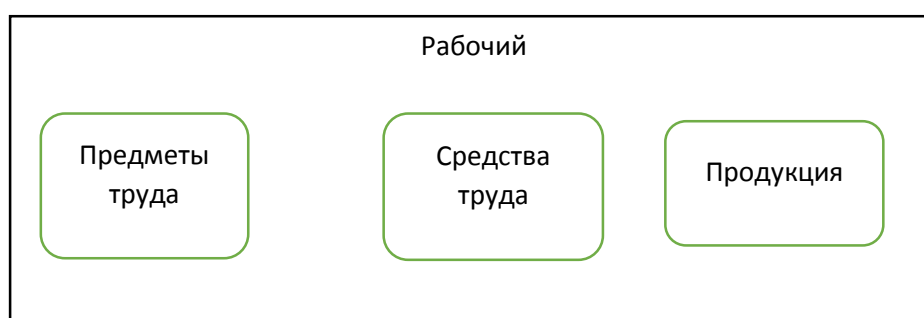 Рабочий
Предметы
труда
Средства
труда
Продукция